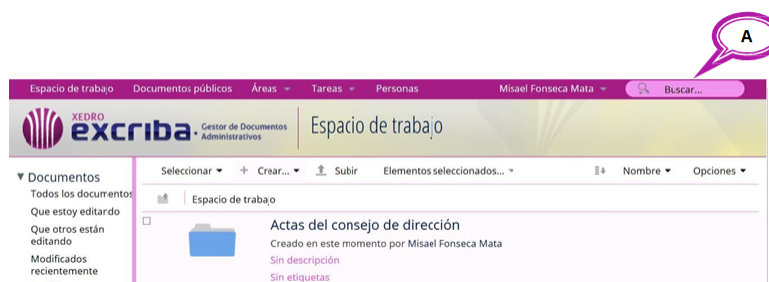 A
Espacio de trabajo Documentos públicos Áreas Tareas Personas Misael Fonseca Mata Buscar...
XEDRO
excriba. Gestor de Documentos
Administrativos
Espacio de trabajo
Documentos
Todos los documentos
Que estoy editando
Que otros están
editando
Modificados
recientemente
Seleccionar Crear... Subir Elementos seleccionados... Nombre Opciones
Espacio de trabajo
Actas del consejo de dirección
Creado en este momento por Misael Fonseca Mata
Sin descripción
Sin etiquetas